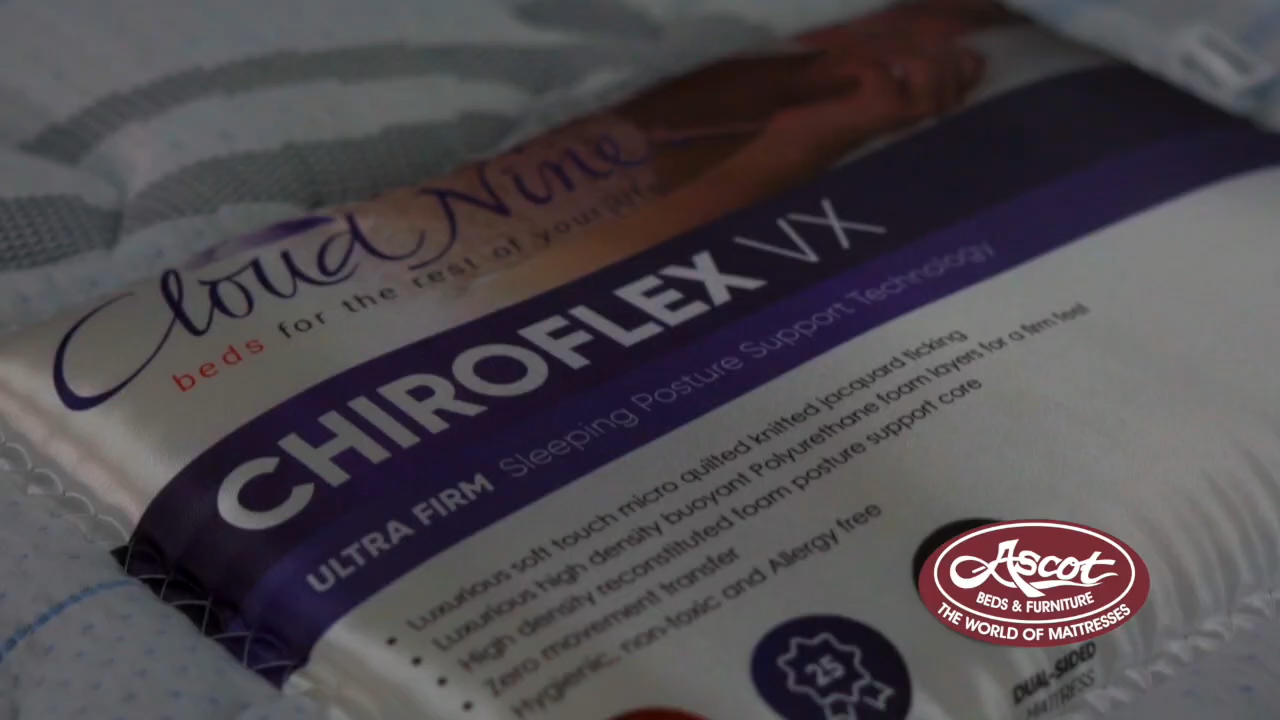 Cloud Nine
beds for the rest of your life
CHIROFLEX VX
ULTRA FIRM Sleeping Posture Support Technology
• Luxurious soft touch micro quilted knitted jacquard ticking
• Luxurious high density buoyant Polyurethane foam layers for a firm feel
• High density reconstituted foam posture support core
• Zero movement transfer
• Hygienic, non-toxic and Allergy free
25
DUAL-SIDED
MATTRESS
Ascot
BEDS & FURNITURE
THE WORLD OF MATTRESSES